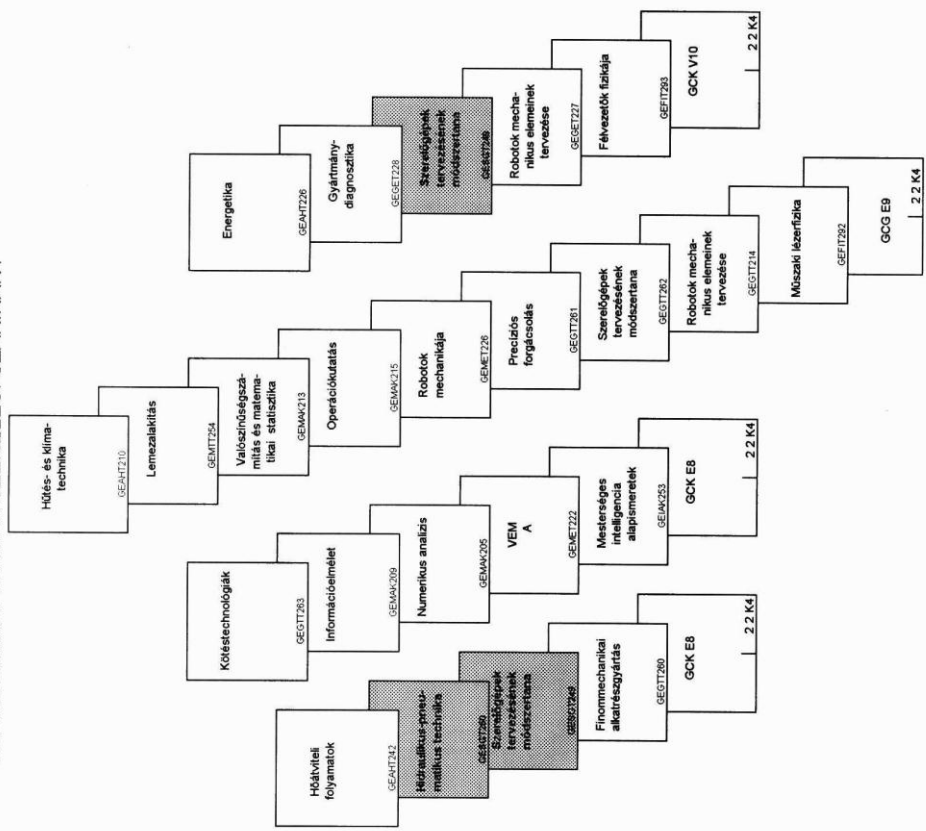 Hűtés- és klíma-
technika
GEAHT210
Lemezalakítás
GEMTT254
Valószínűségszá-
mítás és matema-
tikai statisztika
GEMAK213
Operációkutatás
GEMAK215
Robotok
mechanikája
GEMET226
Precíziós
forgácsolás
GEGTT261
Szerelőgépek
tervezésének
módszertana
GEGTT262
Robotok mecha-
nikus elemeinek
tervezése
GEGTT214
Műszaki lézerfizika
GEFIT292
GCG E9
2 2 K4
Energetika
GEAHT226
Gyártmány-
diagnosztika
GEGET228
Szerelőgépek
tervezésének
módszertana
GESGT249
Robotok mecha-
nikus elemeinek
tervezése
GEGET227
Félvezetők fizikája
GEFIT293
GCK V10
2 2 K4
Kötéstechnológiák
GEGTT263
Információelmélet
GEMAK209
Numerikus analízis
GEMAK205
VEM
A
GEMET222
Mesterséges
intelligencia
alapismeretek
GEIAK253
GCK E8
2 2 K4
Hőátviteli
folyamatok
GEAHT242
Hidraulikus-pneu-
matikus technika
GESGT260
Szerelőgépek
tervezésének
módszertana
GESGT249
Finommechanikai
alkatrészgyártás
GEGTT260
GCK E8
2 2 K4